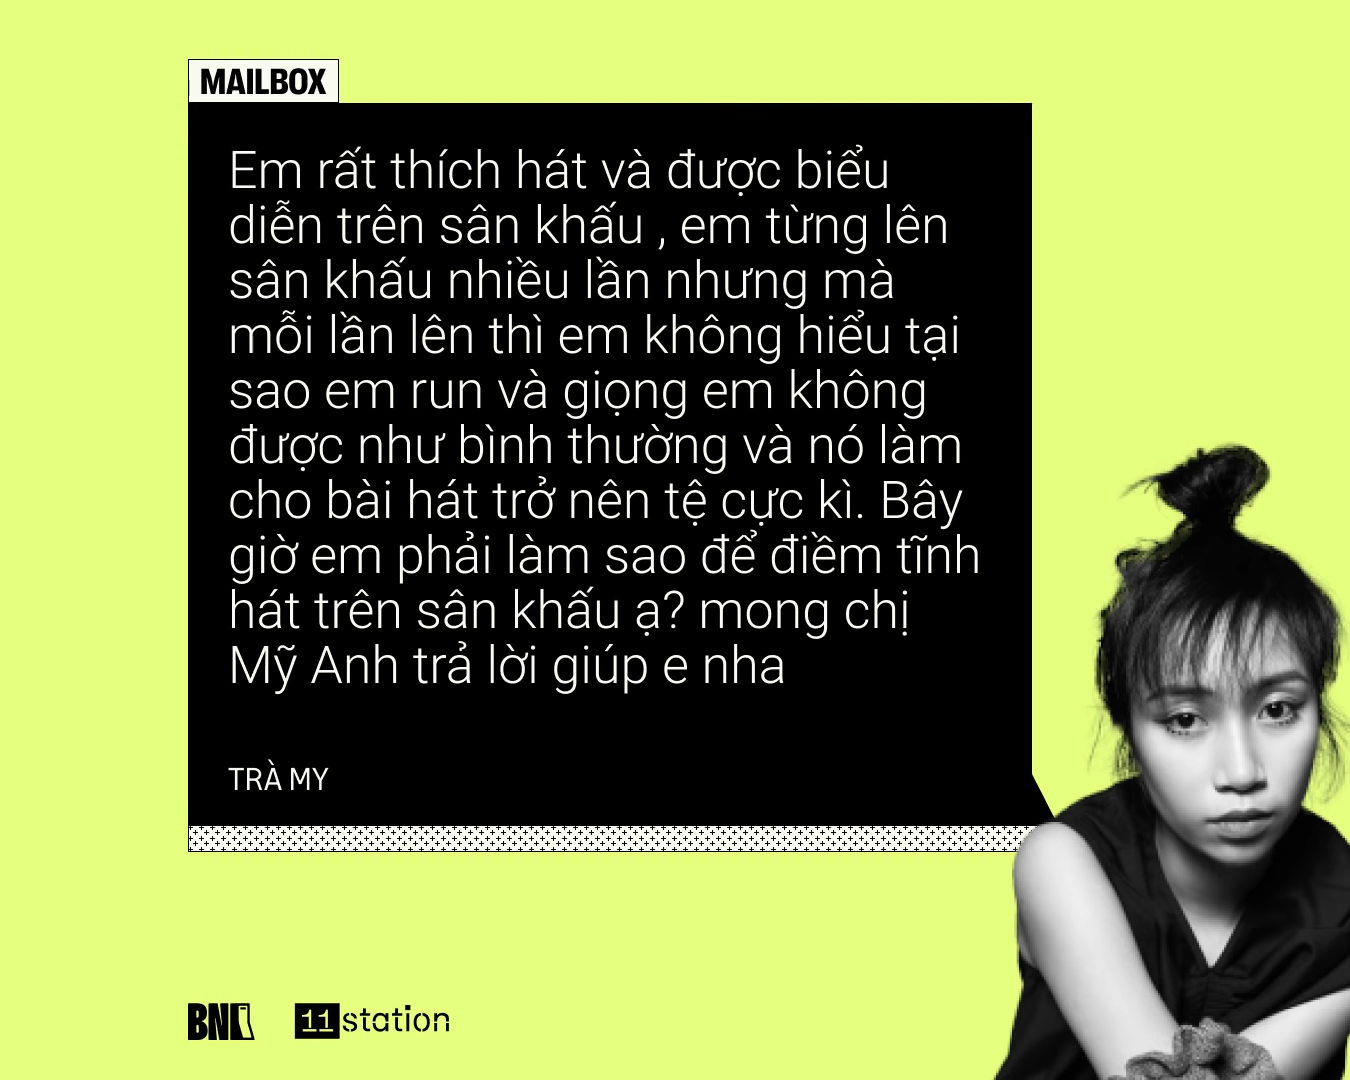 MAILBOX
Em rất thích hát và được biểu
diễn trên sân khấu , em từng lên
sân khấu nhiều lần nhưng mà
mỗi lần lên thì em không hiểu tại
sao em run và giọng em không
được như bình thường và nó làm
cho bài hát trở nên tệ cực kì. Bây
giờ em phải làm sao để điềm tĩnh
hát trên sân khấu ạ? mong chị
Mỹ Anh trả lời giúp e nha
TRÀ MY
11 station